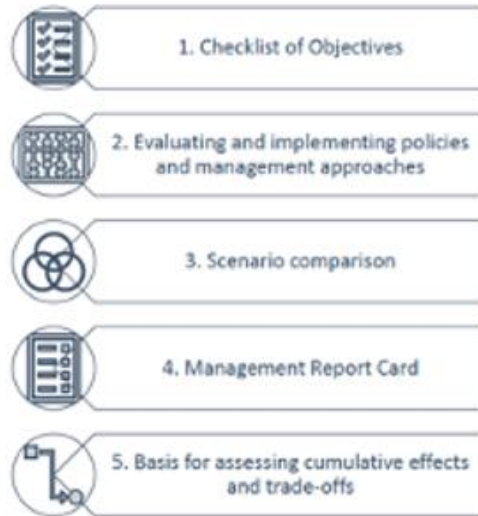 1. Checklist of Objectives
2. Evaluating and implementing policies
and management approaches
3. Scenario comparison
4. Management Report Card
5. Basis for assessing cumulative effects
and trade-offs